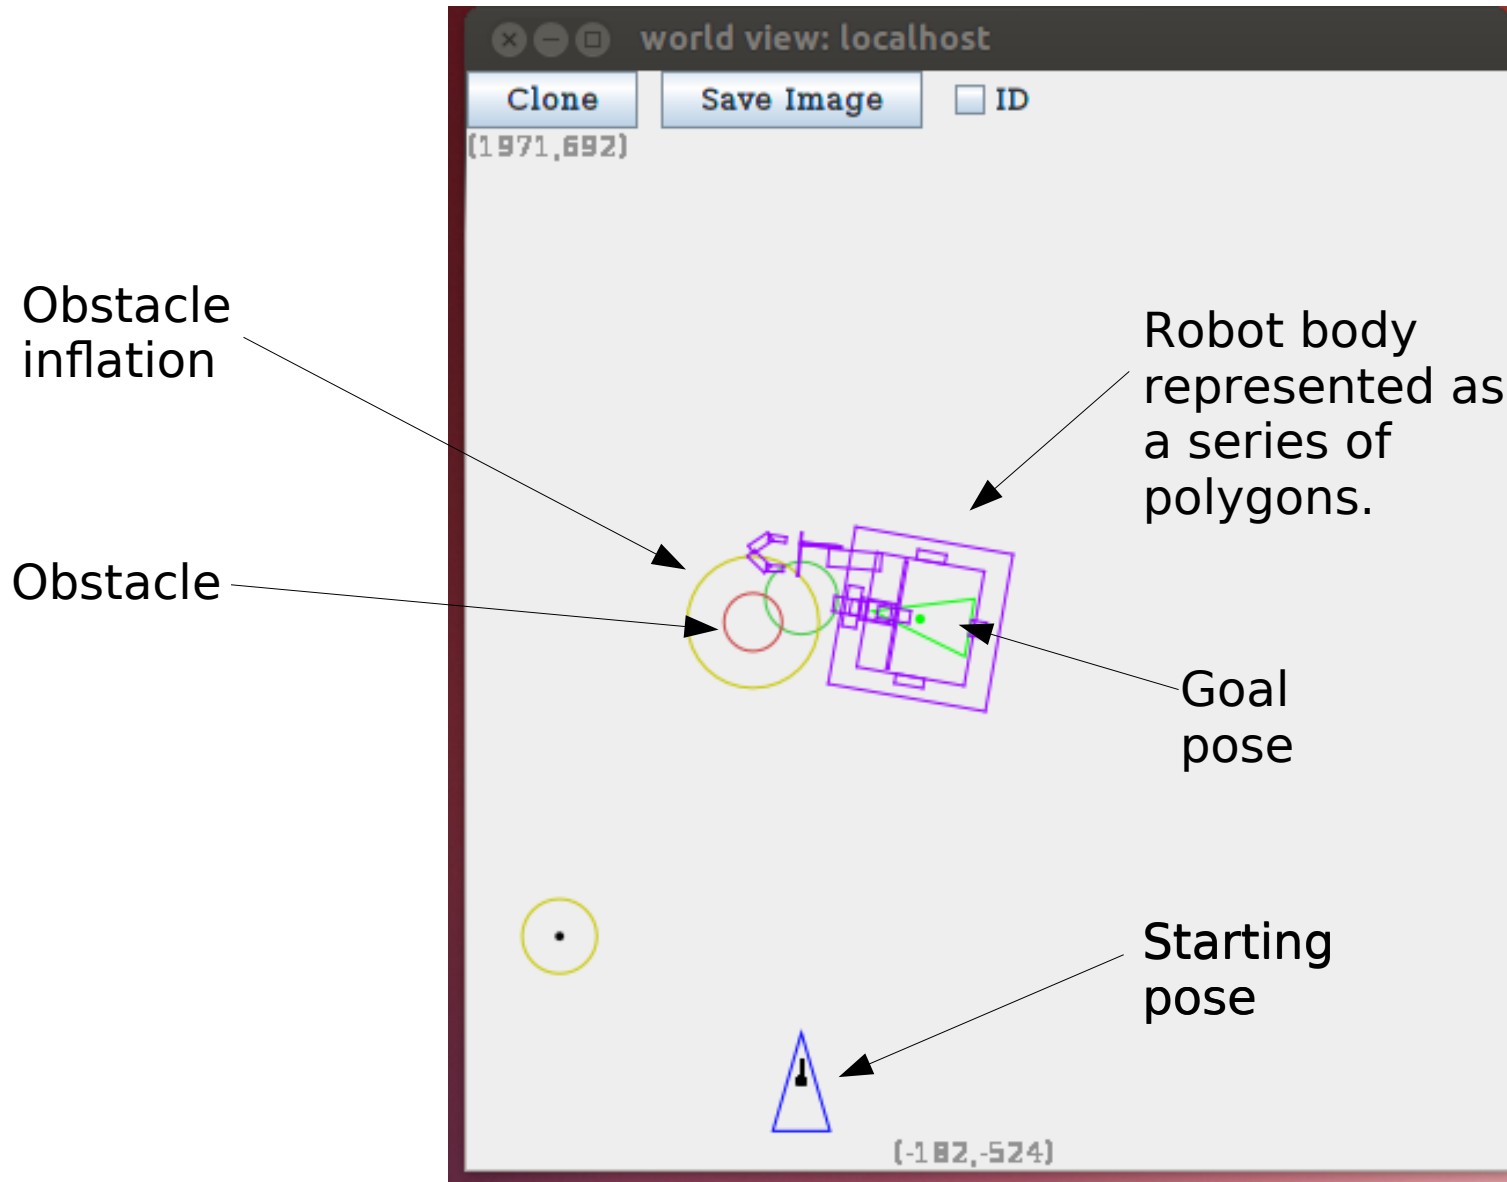 world view: localhost
Clone
Save Image
ID
(1971,692)
Obstacle
inflation
Robot body
represented as
a series of
polygons.
Obstacle
Goal
pose
Starting
pose
(-182,-524)